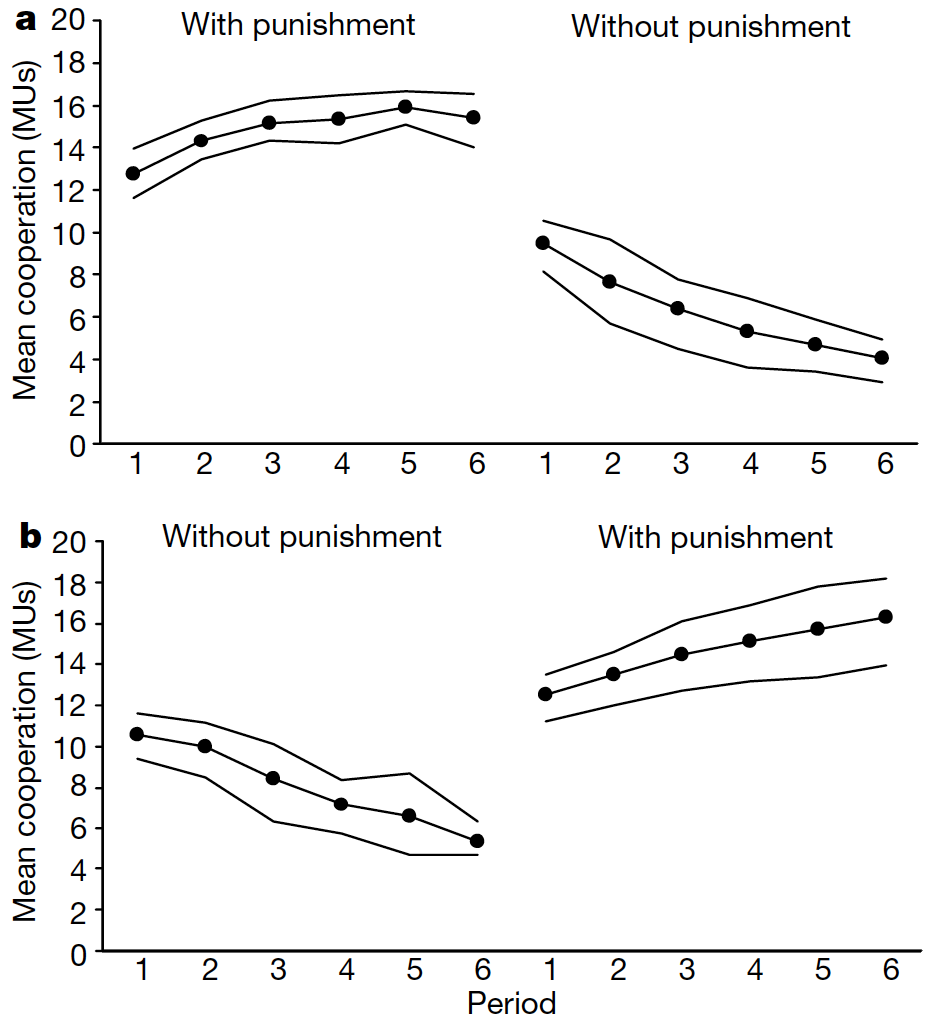 a
With punishment
Without punishment
Mean cooperation (MUs)
20
18
16
14
12
10
8
6
4
2
0
1 2 3 4 5 6 1 2 3 4 5 6
b
Without punishment
With punishment
Mean cooperation (MUs)
20
18
16
14
12
10
8
6
4
2
0
1 2 3 4 5 6 1 2 3 4 5 6
Period